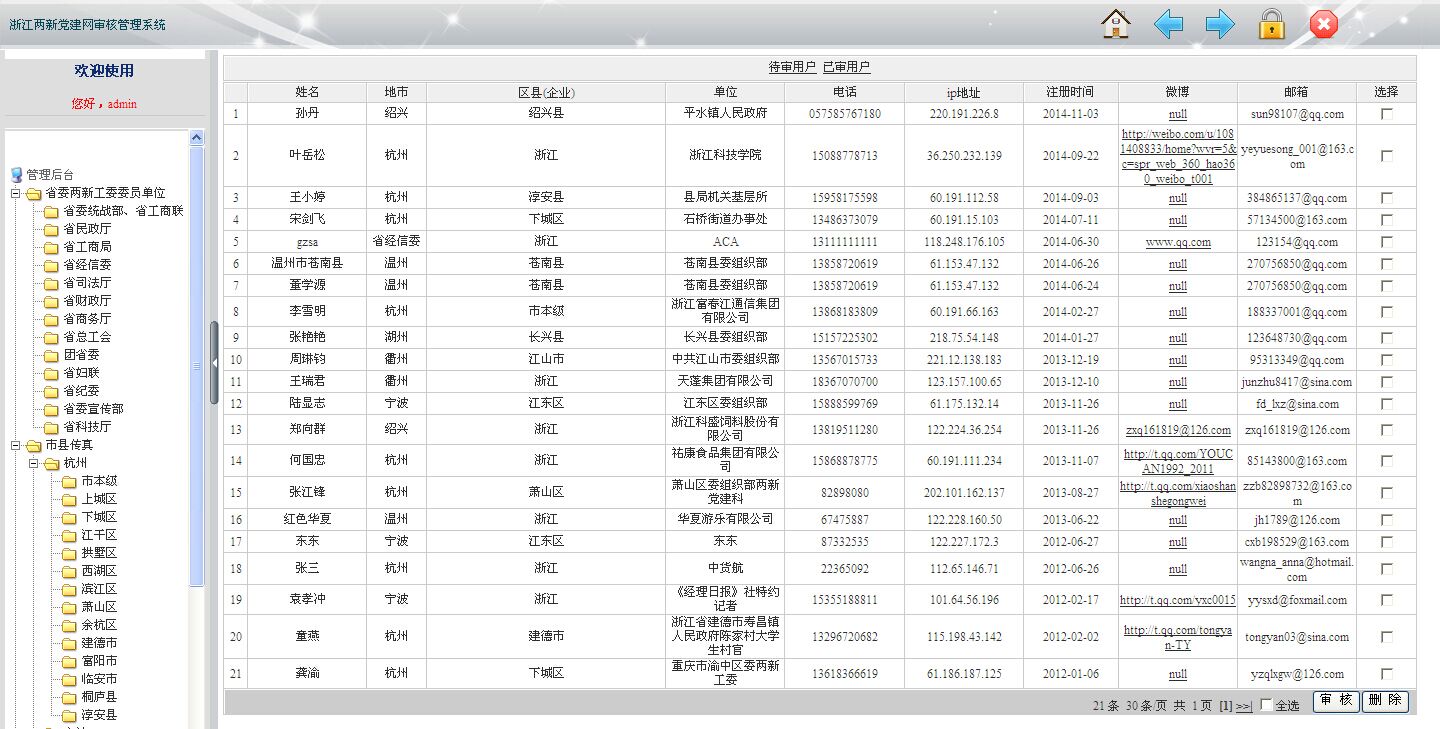 浙江两新党建网审核管理系统
欢迎使用
您好，admin
管理后台
省委两新工委委员单位
省委统战部、省工商联
省民政厅
省工商局
省经信委
省司法厅
省财政厅
省商务厅
省总工会
团省委
省妇联
省纪委
省委宣传部
省科技厅
市县传真
杭州
市本级
上城区
下城区
江干区
拱墅区
西湖区
滨江区
萧山区
余杭区
建德市
富阳市
临安市
桐庐县
淳安县
待审用户 已审用户
姓名 地市 区县(企业) 单位 电话 ip地址 注册时间 微博 邮箱 选择
1 孙丹 绍兴 绍兴县 平水镇人民政府 057585767180 220.191.226.8 2014-11-03 null sun98107@qq.com
2 叶岳松 杭州 浙江 浙江科技学院 15088778713 36.250.232.139 2014-09-22 http://weibo.com/u/1081408833/home?wvr=5&c=spr_web_360_hao360_weibo_t001 yeyuesong_001@163.com
3 王小婷 杭州 淳安县 县局机关基层所 15958175598 60.191.112.58 2014-09-03 null 384865137@qq.com
4 宋剑飞 杭州 下城区 石桥街道办事处 13486373079 60.191.15.103 2014-07-11 null 57134500@163.com
5 gzsa 省经信委 浙江 ACA 13111111111 118.248.176.105 2014-06-30 www.qq.com 123154@qq.com
6 温州市苍南县 温州 苍南县 苍南县委组织部 13858720619 61.153.47.132 2014-06-26 null 270756850@qq.com
7 董学源 温州 苍南县 苍南县委组织部 13858720619 61.153.47.132 2014-06-24 null 270756850@qq.com
8 李雪明 杭州 市本级 浙江富春江通信集团有限公司 13868183809 60.191.66.163 2014-02-27 null 188337001@qq.com
9 张艳艳 湖州 长兴县 长兴县委组织部 15157225302 218.75.54.148 2014-01-27 null 123648730@qq.com
10 周琳钧 衢州 江山市 中共江山市委组织部 13567015733 221.12.138.183 2013-12-19 null 95313349@qq.com
11 王瑞君 衢州 浙江 天蓬集团有限公司 18367070700 123.157.100.65 2013-12-10 null junzhu8417@sina.com
12 陆显志 宁波 江东区 江东区委组织部 15888599769 61.175.132.14 2013-11-26 null fd_lxz@sina.com
13 郑向群 绍兴 浙江 浙江科盛饲料股份有限公司 13819511280 122.224.36.254 2013-11-26 zxq161819@126.com zxq161819@126.com
14 何国忠 杭州 浙江 祐康食品集团有限公司 15868878775 60.191.111.234 2013-11-07 http://t.qq.com/YOUCAN1992_2011 85143800@163.com
15 张江锋 杭州 萧山区 萧山区委组织部两新党建科 82898080 202.101.162.137 2013-08-27 http://t.qq.com/xiaoshanshegongwei zzb82898732@163.com
16 红色华夏 温州 浙江 华夏游乐有限公司 67475887 122.228.160.50 2013-06-22 null jh1789@126.com
17 东东 宁波 江东区 东东 87332535 122.227.172.3 2012-06-27 null cxb198529@163.com
18 张三 杭州 浙江 中货航 22365092 112.65.146.71 2012-06-26 null wangna_anna@hotmail.com
19 袁孝冲 宁波 浙江 《经理日报》社特约记者 15355188811 101.64.56.196 2012-02-17 http://t.qq.com/yxc0015 yysxd@foxmail.com
20 童燕 杭州 建德市 浙江省建德市寿昌镇人民政府陈家村大学生村官 13296720682 115.198.43.142 2012-02-02 http://t.qq.com/tongyan-TY tongyan03@sina.com
21 龚渝 杭州 下城区 重庆市渝中区委两新工委 13618366619 61.186.187.125 2012-01-06 null yzqlxgw@126.com
21 条 30 条/页 共 1 页 [1] >>| 全选 审 核 删 除